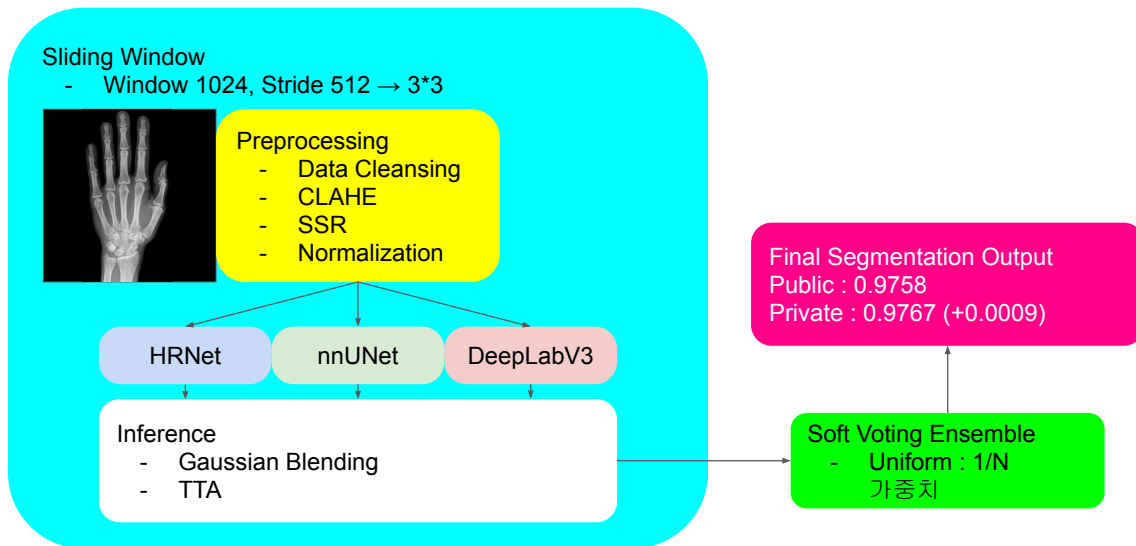 Sliding Window
- Window 1024, Stride 512 → 3*3
Preprocessing
- Data Cleansing
- CLAHE
- SSR
- Normalization
HRNet
nnUNet
DeepLabV3
Inference
- Gaussian Blending
- TTA
Soft Voting Ensemble
- Uniform : 1/N
가중치
Final Segmentation Output
Public : 0.9758
Private : 0.9767 (+0.0009)